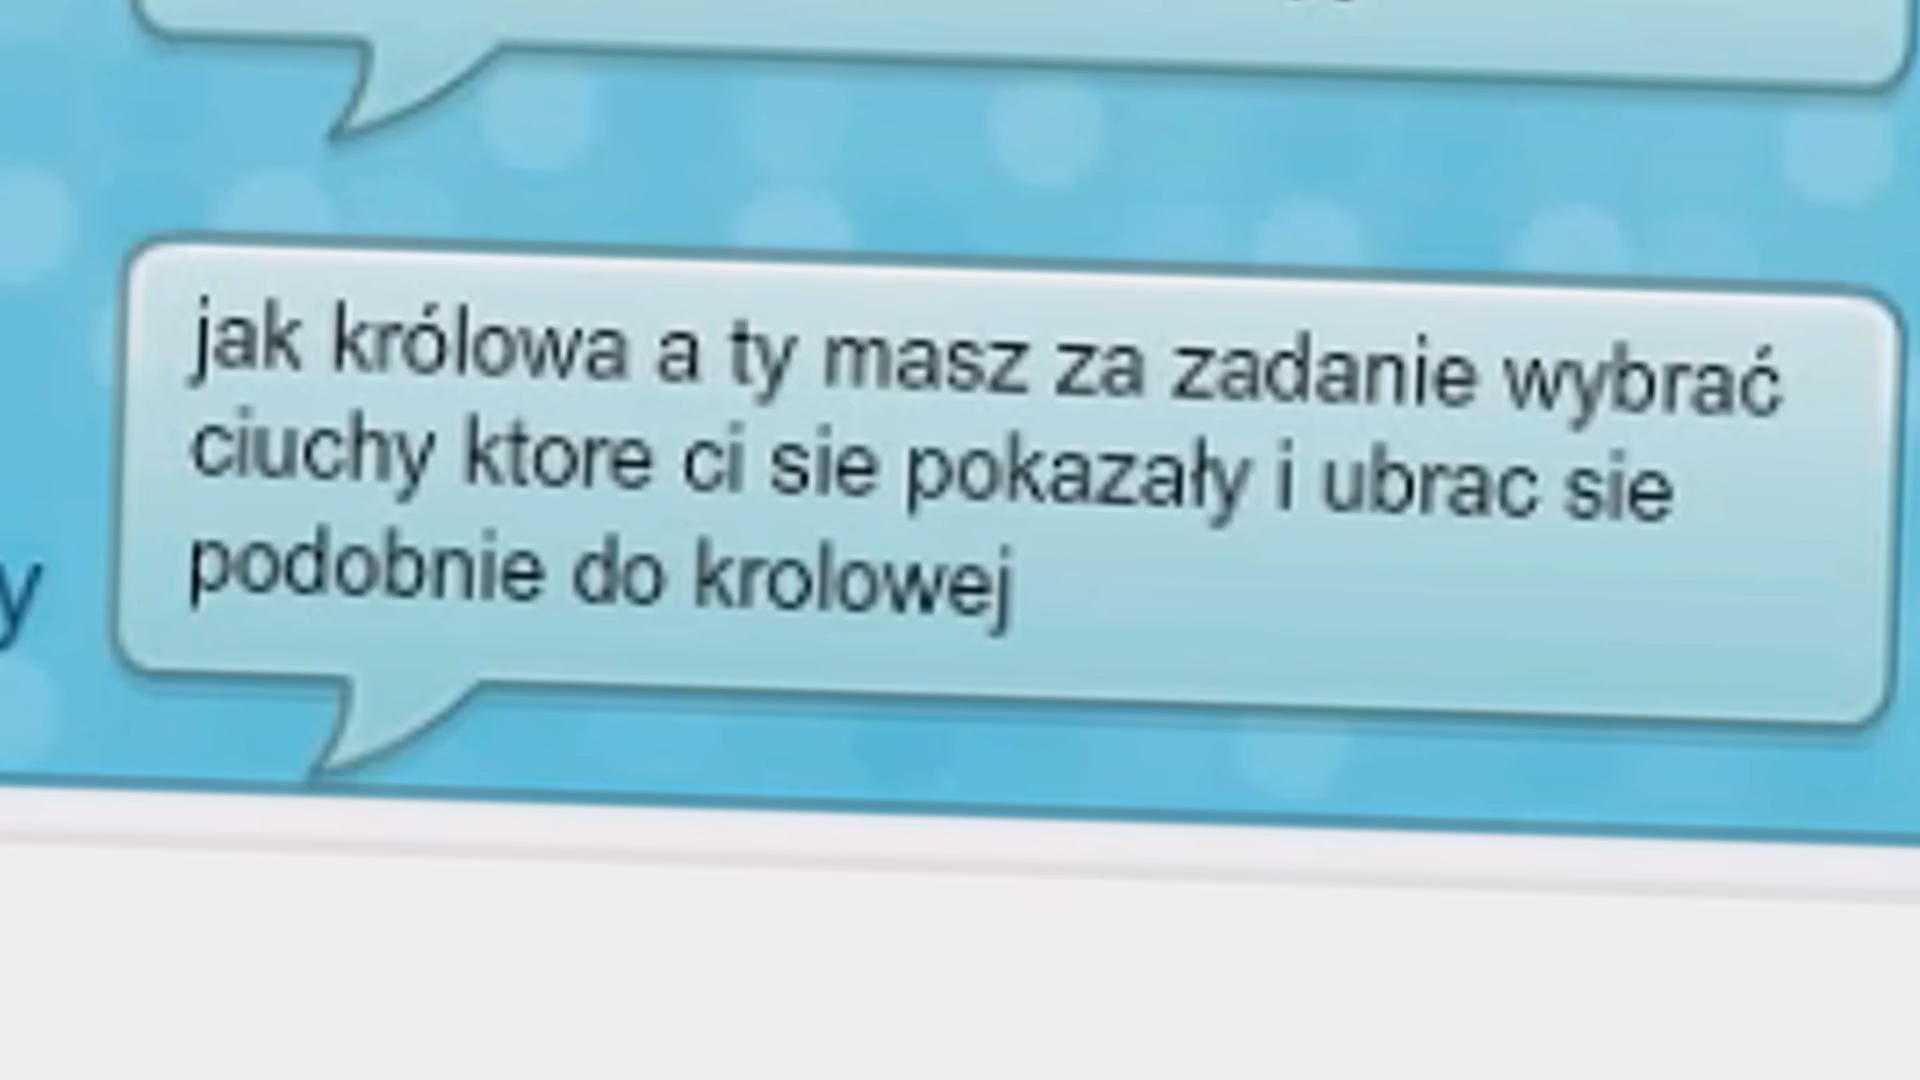 jak królowa a ty masz za zadanie wybrać
ciuchy ktore ci sie pokazały i ubrac sie
podobnie do krolowej
y